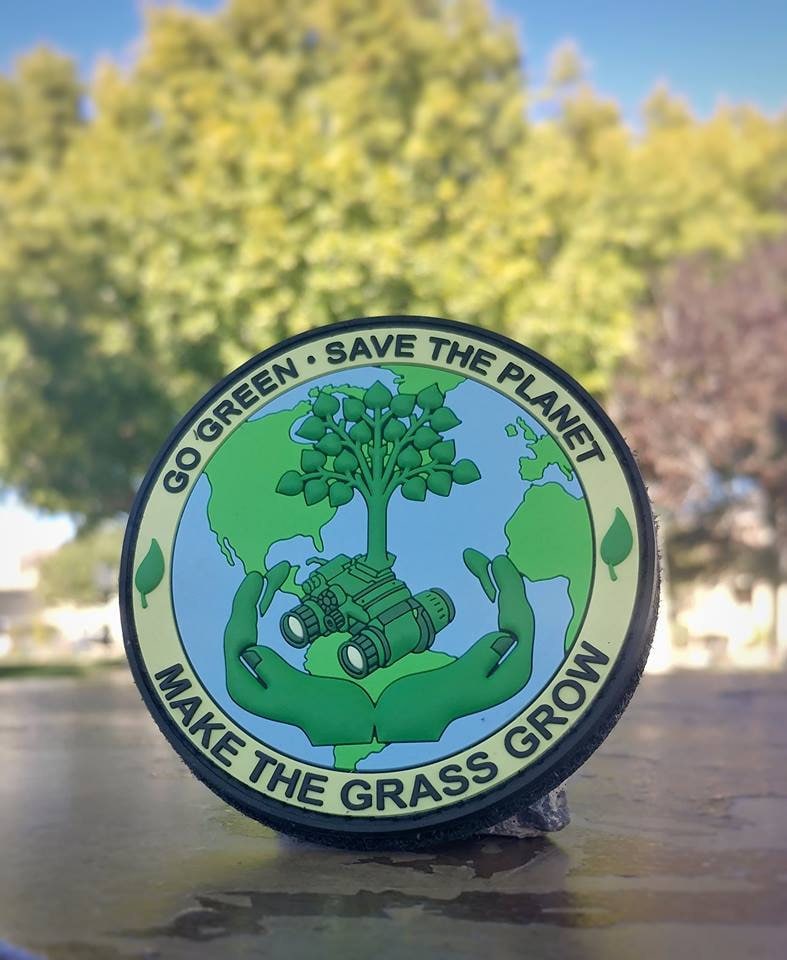 GO GREEN • SAVE THE PLANET
MAKE THE GRASS GROW